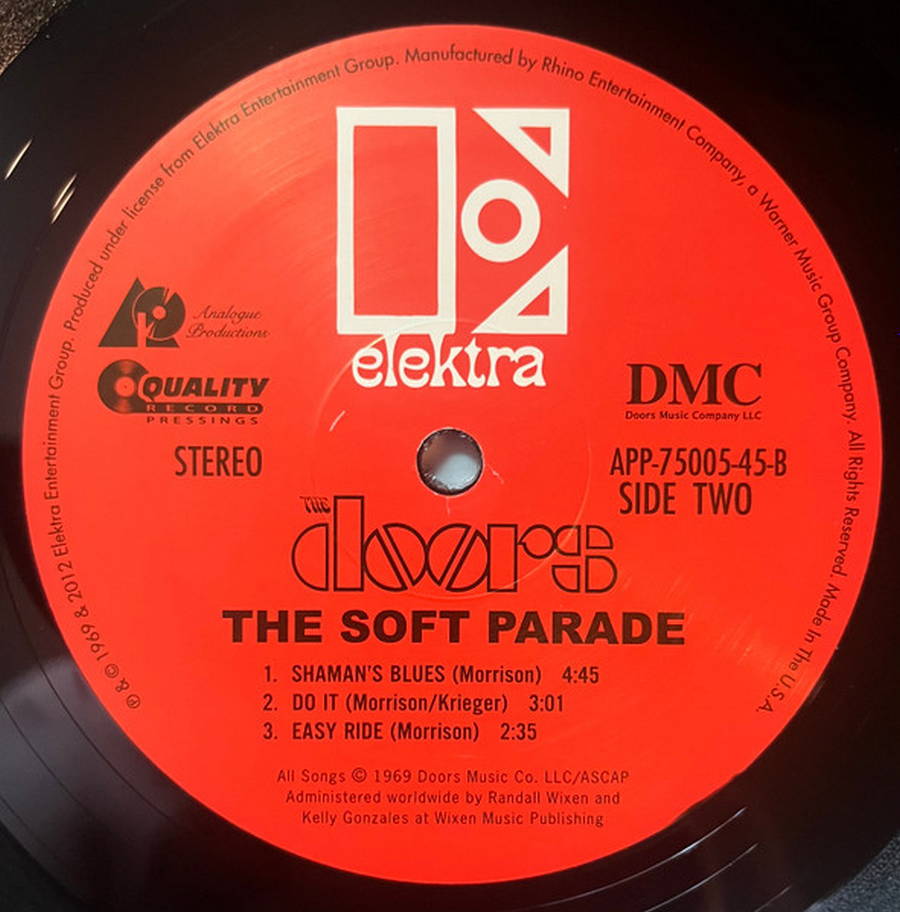 ℗ & © 1969 & 2012 Elektra Entertainment Group. Produced under license from Elektra Entertainment Group. Manufactured by Rhino Entertainment Company, a Warner Music Group Company. All Rights Reserved. Made In The U.S.A.
elektra
Analogue
Productions
QUALITY
RECORD
PRESSINGS
DMC
Doors Music Company LLC
STEREO
APP-75005-45-B
SIDE TWO
THE
doors
THE SOFT PARADE
1. SHAMAN'S BLUES (Morrison) 4:45
2. DO IT (Morrison/Krieger) 3:01
3. EASY RIDE (Morrison) 2:35
All Songs © 1969 Doors Music Co. LLC/ASCAP
Administered worldwide by Randall Wixen and
Kelly Gonzales at Wixen Music Publishing